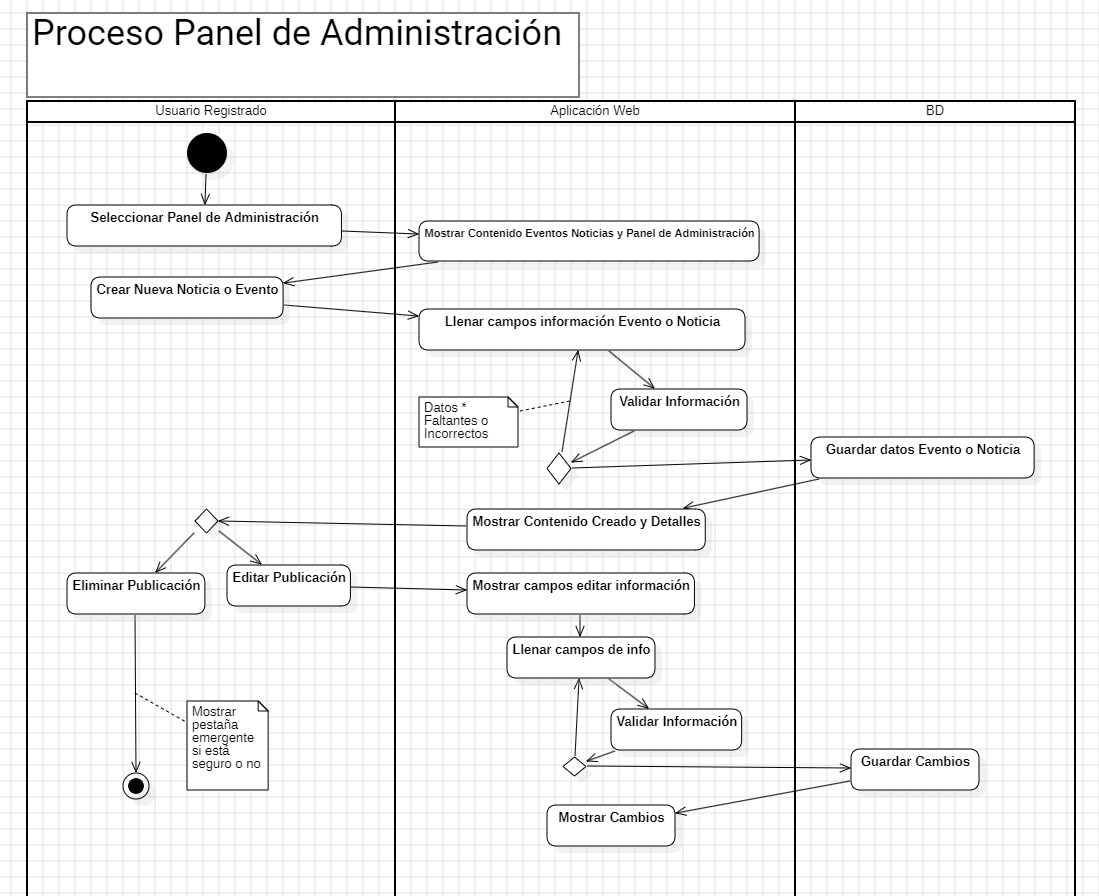 Proceso Panel de Administración
Usuario Registrado
Aplicación Web
BD
Seleccionar Panel de Administración
Mostrar Contenido Eventos Noticias y Panel de Administración
Crear Nueva Noticia o Evento
Llenar campos información Evento o Noticia
Validar Información
Datos *
Faltantes o
Incorrectos
Guardar datos Evento o Noticia
Mostrar Contenido Creado y Detalles
Eliminar Publicación
Editar Publicación
Mostrar campos editar información
Llenar campos de info
Mostrar
pestaña
emergente
si está
seguro o no
Validar Información
Guardar Cambios
Mostrar Cambios